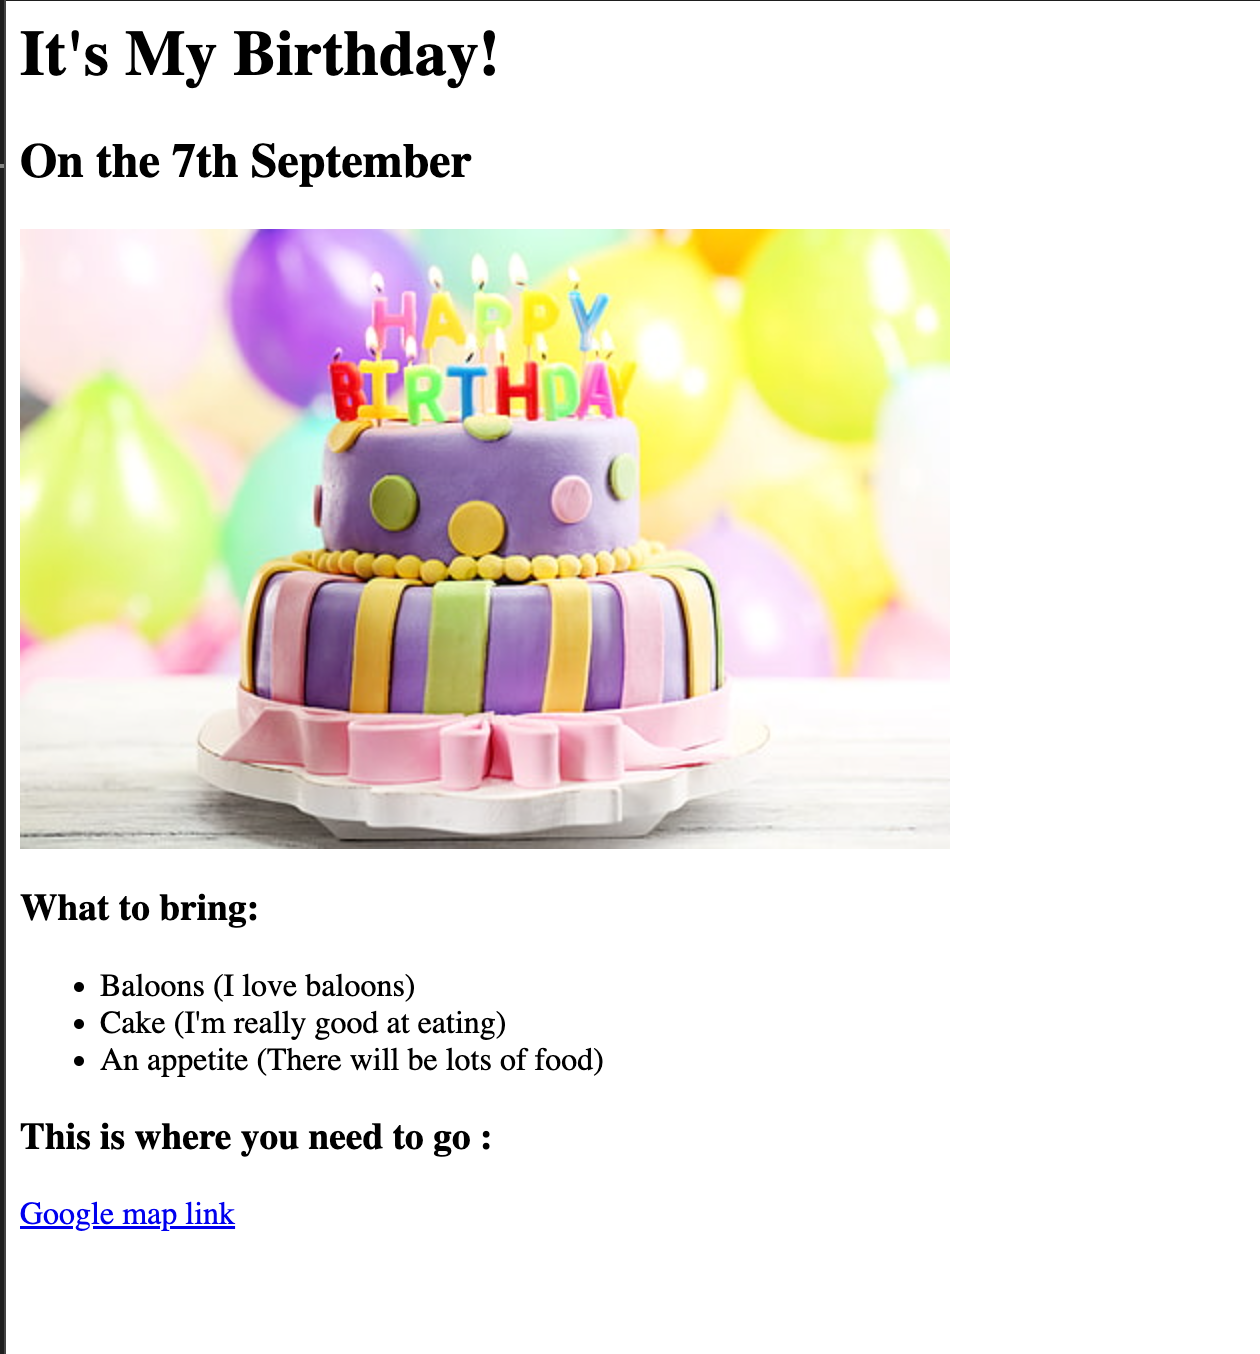 It's My Birthday!
On the 7th September
HAPPY
BIRTHDAY
What to bring:
Baloons (I love baloons)
Cake (I'm really good at eating)
An appetite (There will be lots of food)
This is where you need to go :
Google map link